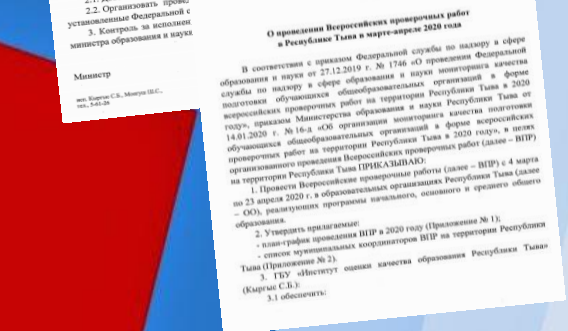 2.2. Организовать
установленные Федеральной с
3. Контроль за исполнен
министра образования и наук
Министр
исп: Кыргыс С.Б., Монгуш Ш.С.,
тел., 5-61-26
О проведении Всероссийских проверочных работ
в Республике Тыва в марте-апреле 2020 года
В соответствии с приказом Федеральной службы по надзору в сфере
образования и науки от 27.12.2019 г. № 1746 «О проведении Федеральной
службы по надзору в сфере образования и науки мониторинга качества
подготовки обучающихся общеобразовательных организаций в форме
всероссийских проверочных работ на территории Республики Тыва в 2020
году», приказом Министерства образования и науки Республики Тыва от
14.01.2020 г. №16-д «Об организации мониторинга качества подготовки
обучающихся общеобразовательных организаций в форме всероссийских
проверочных работ на территории Республики Тыва в 2020 году», в целях
организованного проведения Всероссийских проверочных работ (далее – ВПР)
на территории Республики Тыва ПРИКАЗЫВАЮ:
1. Провести Всероссийские проверочные работы (далее – ВПР) с 4 марта
по 23 апреля 2020 г. в образовательных организациях Республики Тыва (далее
– ОО), реализующих программы начального, основного и среднего общего
образования.
2. Утвердить прилагаемые:
- план-график проведения ВПР в 2020 году (Приложение № 1);
- список муниципальных координаторов ВПР на территории Республики
Тыва (Приложение № 2).
3. ГБУ «Институт оценки качества образования Республики Тыва»
(Кыргыс С.Б.):
3.1 обеспечить: